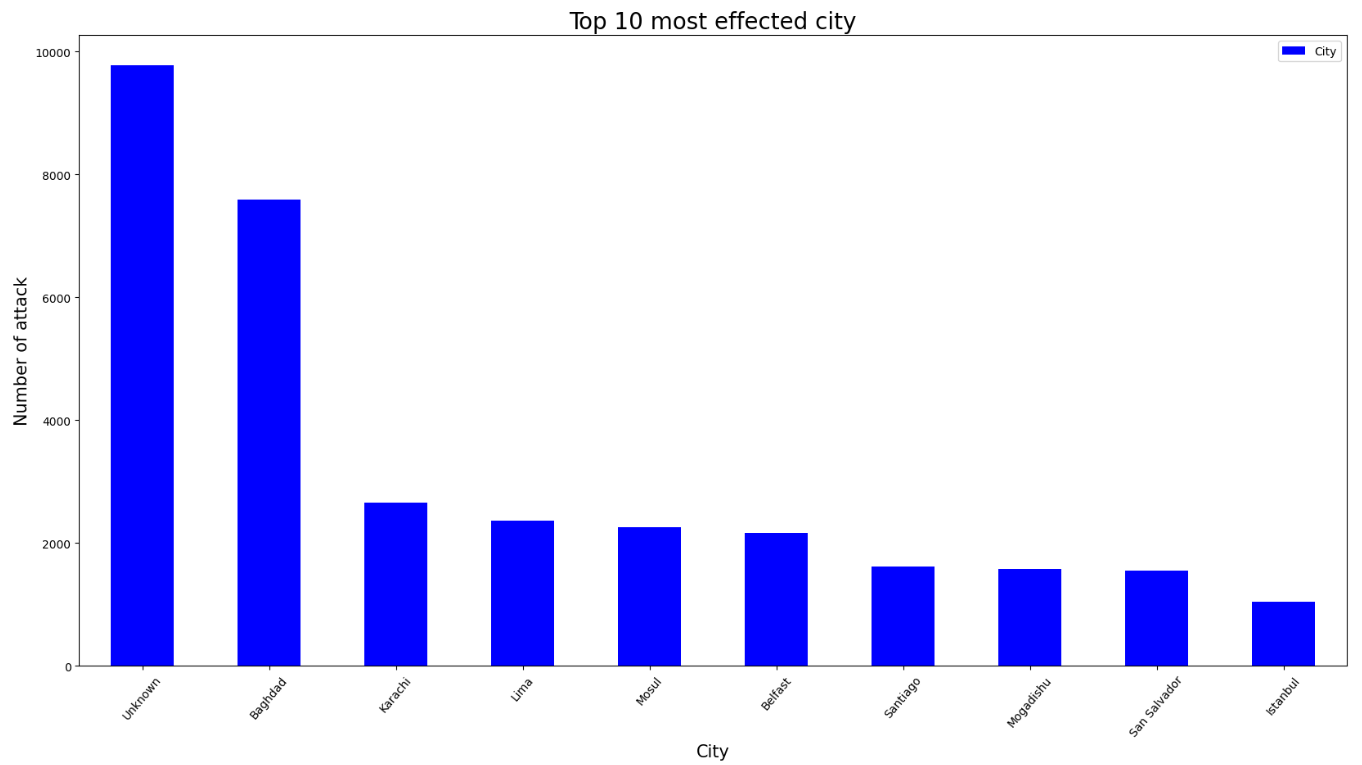 Top 10 most effected city
City
Number of attack
10000
8000
6000
4000
2000
0
Unknown
Baghdad
Karachi
Lima
Mosul
Belfast
Santiago
Mogadishu
San Salvador
Istanbul
City